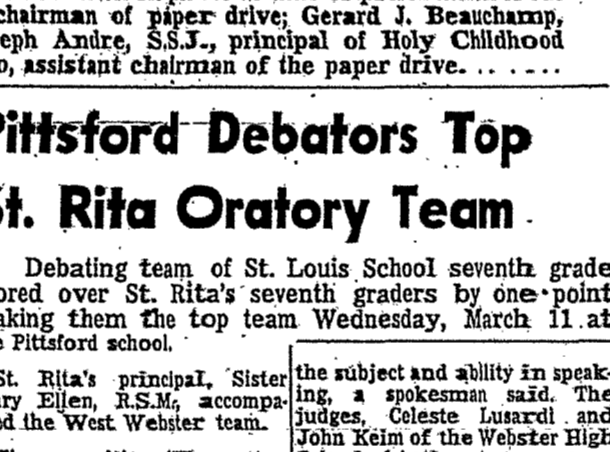 chairman of paper drive; Gerard J. Beauchamp,
eph Andre, S.S.J., principal of Holy Childhood
o, assistant chairman of the paper drive. . . . . . .
Pittsford Debators Top
St. Rita Oratory Team
Debating team of St. Louis School seventh grade
ored over St. Rita's seventh graders by one point
aking them the top team Wednesday, March 11 at
e Pittsford school.
St. Rita's principal, Sister
ary Ellen, R.S.M., accompa-
ed the West Webster team.
the subject and ability in speak-
ing, a spokesman said. The
judges, Celeste Lusardi and
John Keim of the Webster High